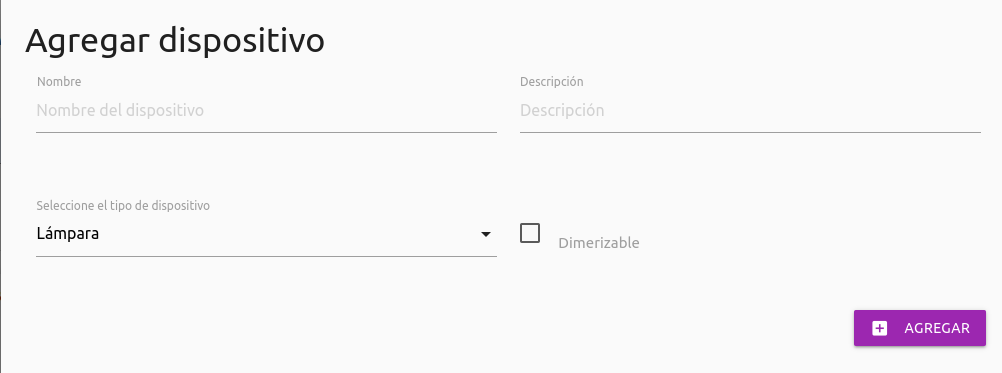 Agregar dispositivo
Nombre
Descripción
Nombre del dispositivo
Descripción
Seleccione el tipo de dispositivo
Lámpara
Dimerizable
AGREGAR